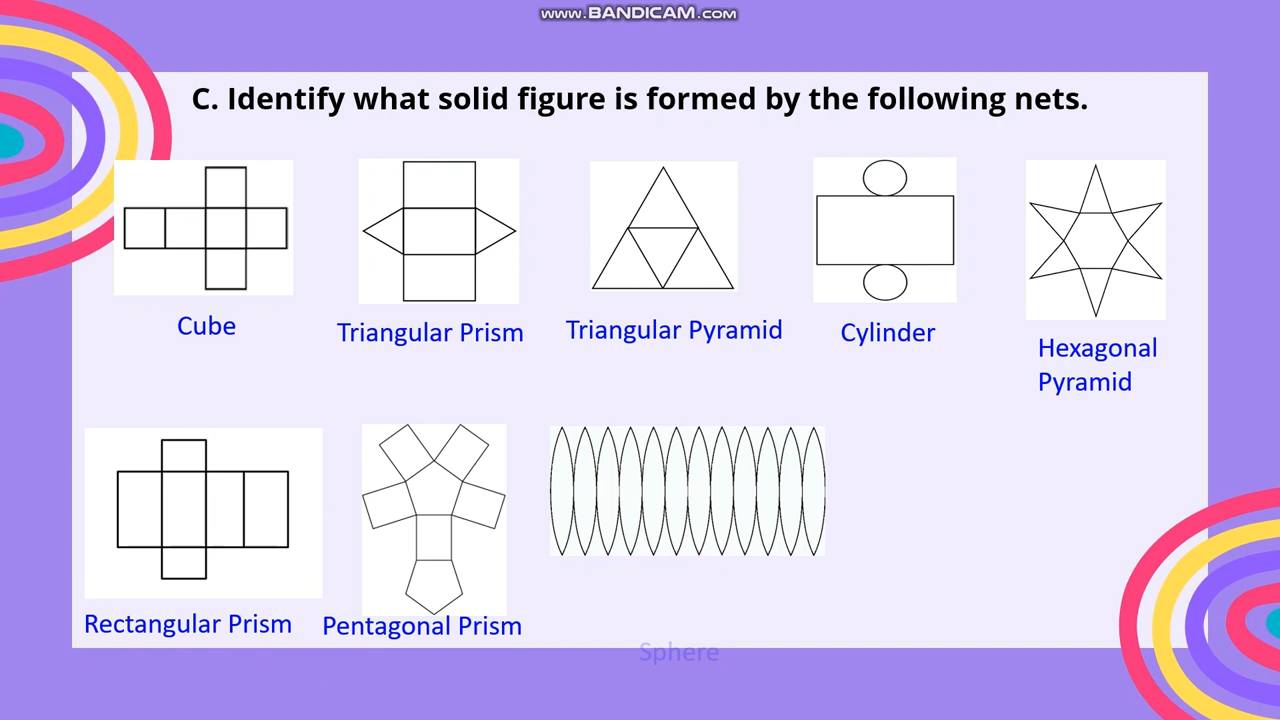 www.BANDICAM.com
C. Identify what solid figure is formed by the following nets.
Cube
Triangular Prism
Triangular Pyramid
Cylinder
Hexagonal
Pyramid
Rectangular Prism
Pentagonal Prism
Sphere